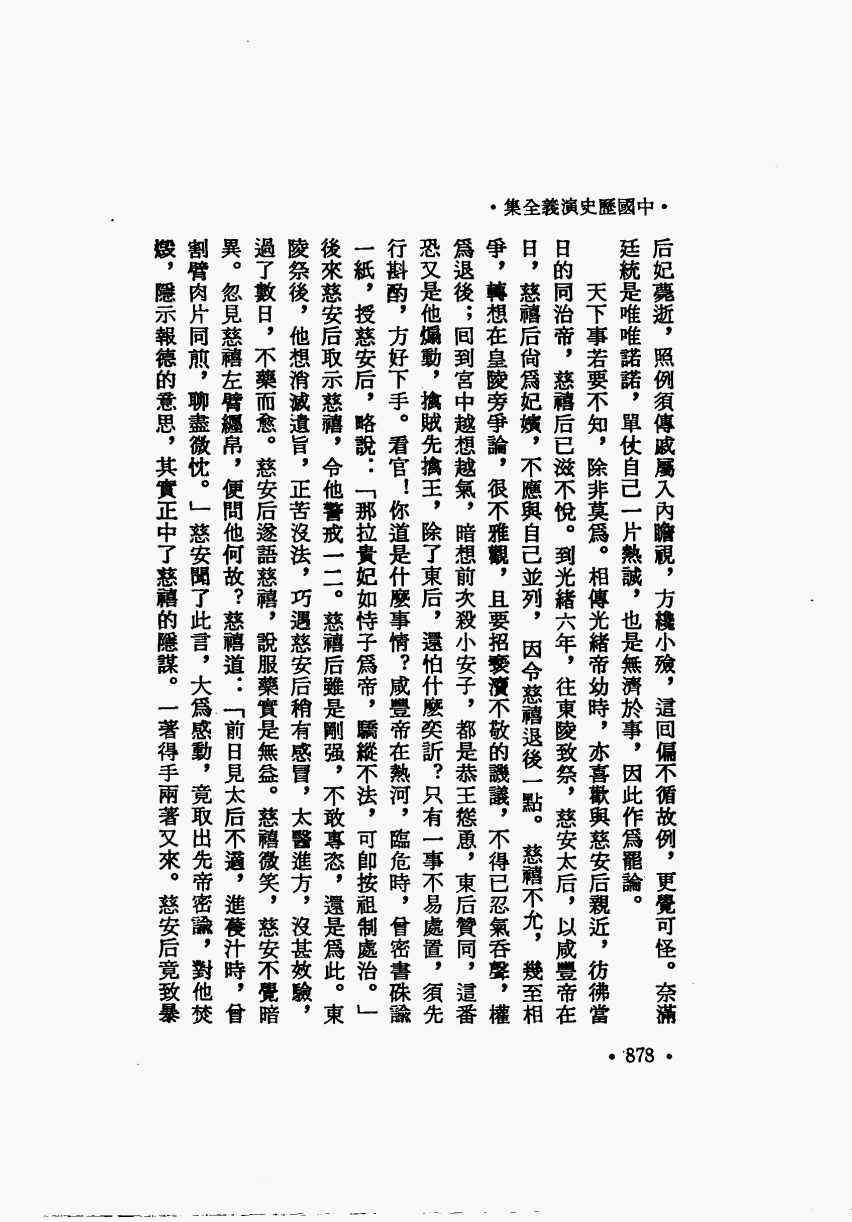 •中國歷史演義全集•
后妃薨逝，照例須傳戚屬入內瞻視，方纔小殮，這回偏不循故例，更覺可怪。奈滿
廷統是唯唯諾諾，單仗自己一片熱誠，也是無濟於事，因此作爲罷論。
天下事若要不知，除非莫爲。相傳光緒帝幼時，亦喜歡與慈安后親近，彷彿當
日的同治帝，慈禧后已滋不悅。到光緒六年，往東陵致祭，慈安太后，以咸豐帝在
日，慈禧后尙爲妃嬪，不應與自己並列，因令慈禧退後一點。慈禧不允，幾至相
爭，轉想在皇陵旁爭論，很不雅觀，且要招褻瀆不敬的譏議，不得已忍氣吞聲，權
爲退後；回到宮中越想越氣，暗想前次殺小安子，都是恭王慫恿，東后贊同，這番
恐又是他煽動，擒賊先擒王，除了東后，還怕什麼奕訢？只有一事不易處置，須先
行斟酌，方好下手。看官！你道是什麼事情？咸豐帝在熱河，臨危時，曾密書硃諭
一紙，授慈安后，略說：「那拉貴妃如恃子爲帝，驕縱不法，可卽按祖制處治。」
後來慈安后取示慈禧，令他警戒一二。慈禧后雖是剛强，不敢專恣，還是爲此。東
陵祭後，他想消滅遺旨，正苦沒法，巧遇慈安后稍有感冒，太醫進方，沒甚效驗，
過了數日，不藥而愈。慈安后遂語慈禧，說服藥實是無益。慈禧微笑，慈安不覺暗
異。忽見慈禧左臂纏帛，便問他何故？慈禧道：「前日見太后不適，進葠汁時，曾
割臂肉片同煎，聊盡微忱。」慈安聞了此言，大爲感動，竟取出先帝密諭，對他焚
燬，隱示報德的意思，其實正中了慈禧的隱謀。一著得手兩著又來。慈安后竟致暴
• 878 •